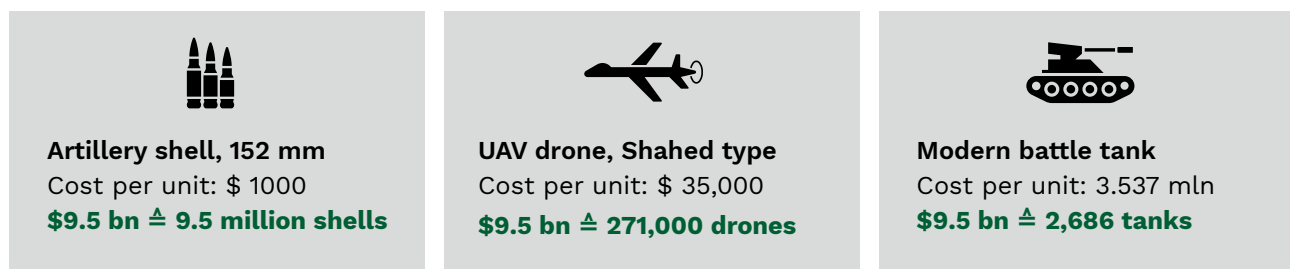 Artillery shell, 152 mm
Cost per unit: $ 1000
$9.5 bn ≙ 9.5 million shells
UAV drone, Shahed type
Cost per unit: $ 35,000
$9.5 bn ≙ 271,000 drones
Modern battle tank
Cost per unit: 3.537 mln
$9.5 bn ≙ 2,686 tanks